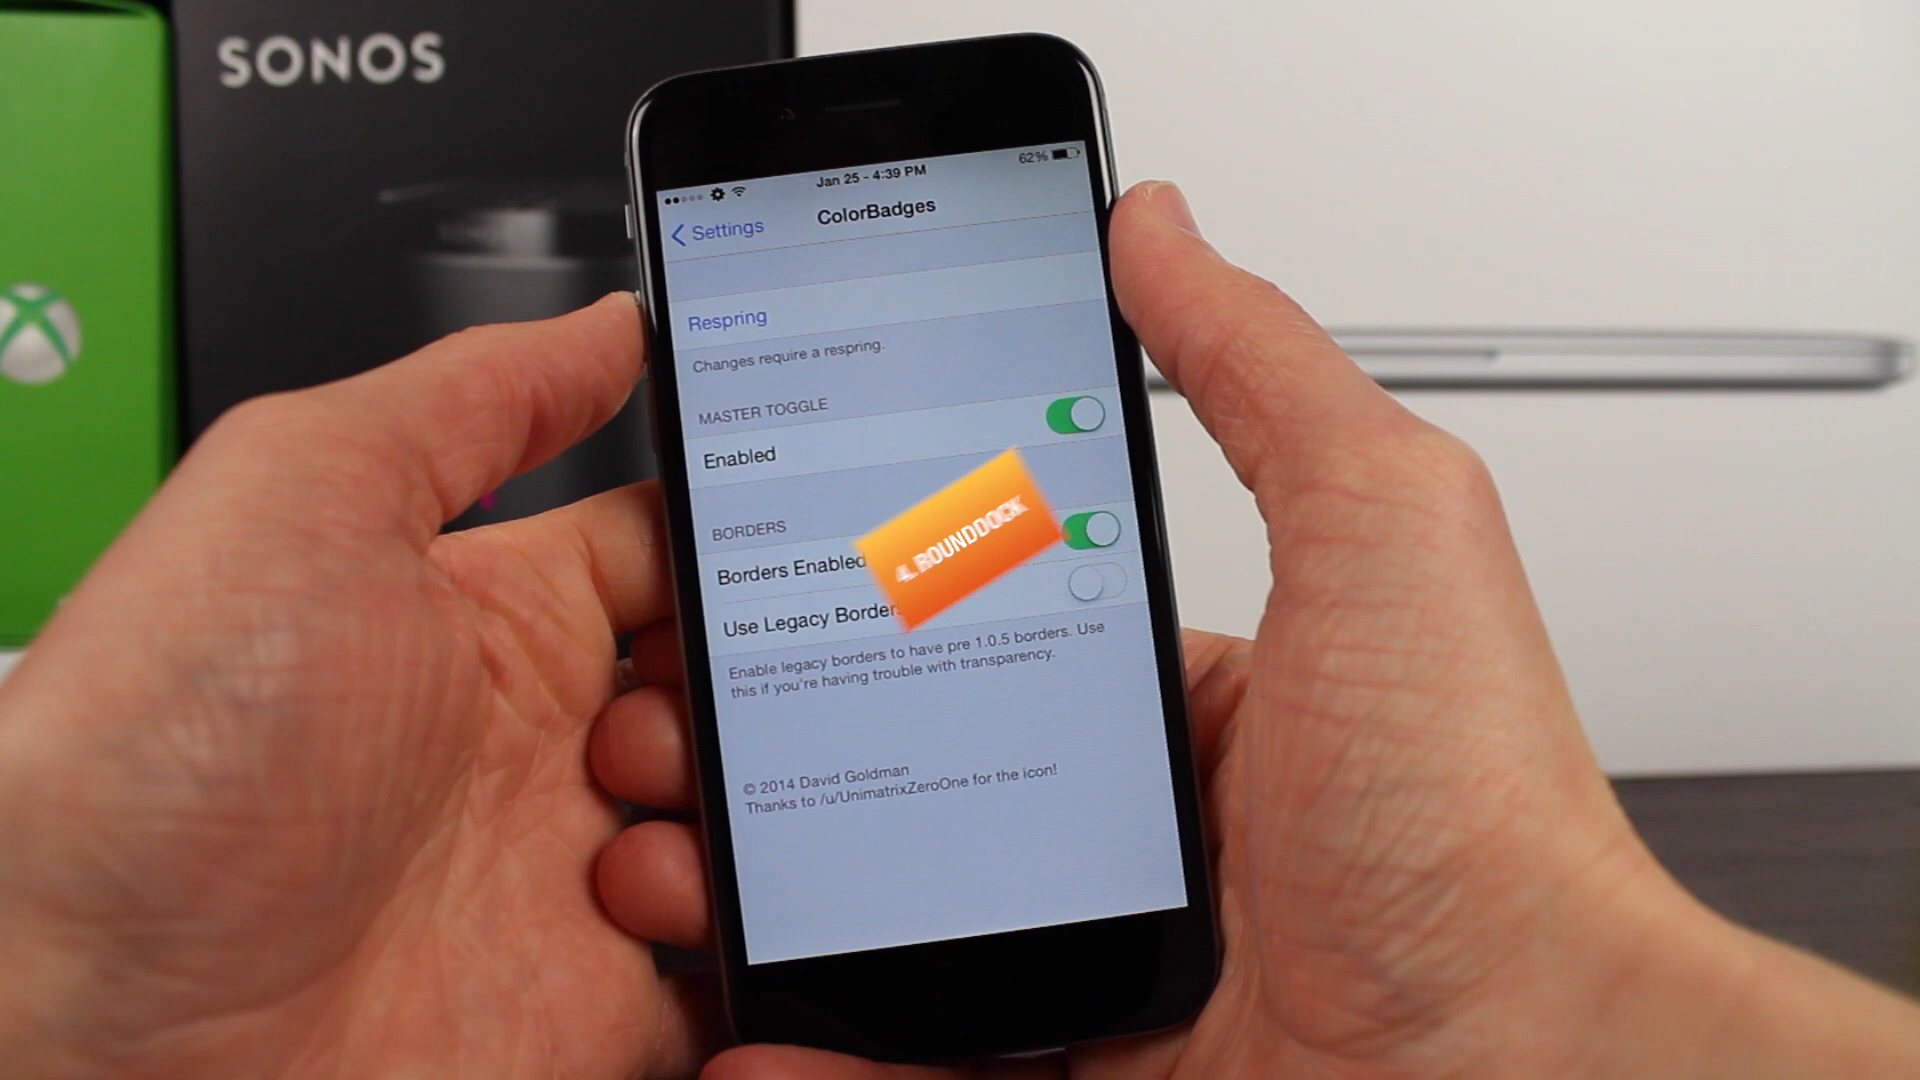 SONOS
Jan 25 - 4:39 PM
62%
Settings
ColorBadges
Respring
Changes require a respring.
MASTER TOGGLE
Enabled
BORDERS
Borders Enabled
4. ROUNDDOCK
Use Legacy Border
Enable legacy borders to have pre 1.0.5 borders. Use
this if you're having trouble with transparency.
© 2014 David Goldman
Thanks to /u/UnimatrixZeroOne for the icon!